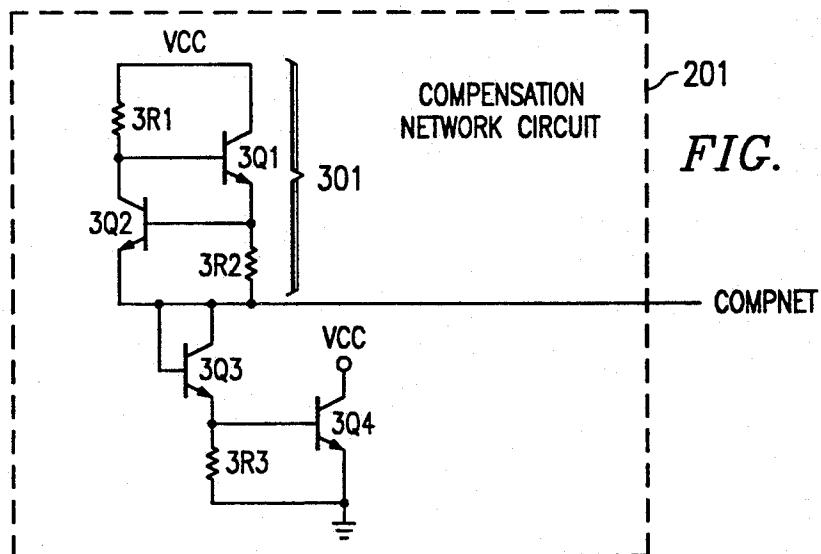 VCC
201
COMPENSATION
NETWORK CIRCUIT
FIG.
3R1
3Q1
301
3Q2
3R2
COMPNET
VCC
3Q3
3Q4
3R3